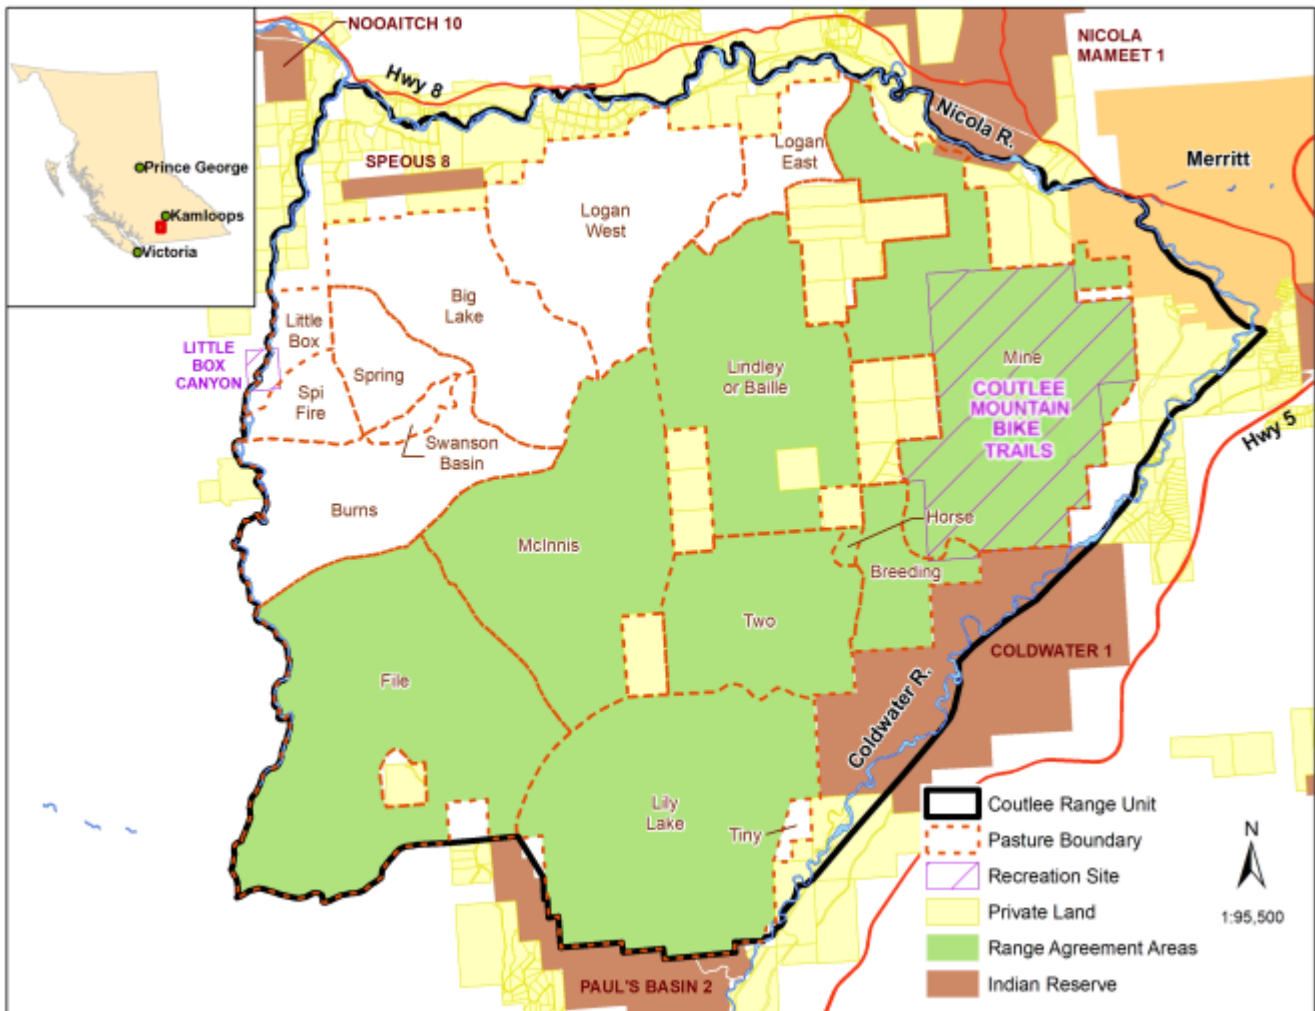 NOOAITCH 10
Hwy 8
NICOLA
MAMEET 1
Prince George
Kamloops
Victoria
SPEOUS 8
Logan
East
Nicola R.
Merritt
Logan
West
Big
Lake
Little
Box
LITTLE
BOX
CANYON
Spring
Spi
Fire
Lindley
or Baille
Mine
COUTLEE
MOUNTAIN
BIKE
TRAILS
Hwy 5
Swanson
Basin
Burns
McInnis
Horse
Breeding
Two
COLDWATER 1
File
Coldwater R.
Lily
Lake
Tiny
PAUL'S BASIN 2
Coutlee Range Unit
Pasture Boundary
Recreation Site
Private Land
Range Agreement Areas
Indian Reserve
N
1:95,500